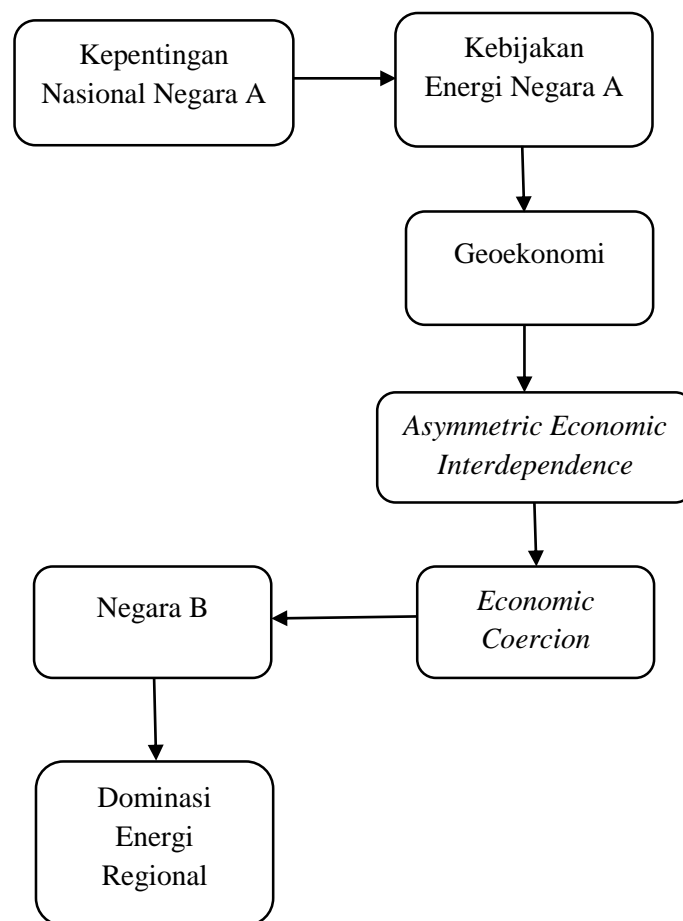 Kepentingan
Nasional Negara A
Kebijakan
Energi Negara A
Geoekonomi
Asymmetric Economic
Interdependence
Economic
Coercion
Negara B
Dominasi
Energi
Regional